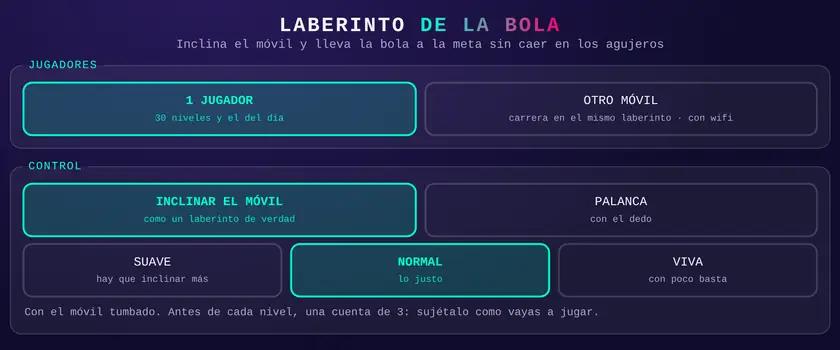 LABERINTO DE LA BOLA
Inclina el móvil y lleva la bola a la meta sin caer en los agujeros
JUGADORES
1 JUGADOR
30 niveles y el del día
OTRO MÓVIL
carrera en el mismo laberinto · con wifi
CONTROL
INCLINAR EL MÓVIL
como un laberinto de verdad
PALANCA
con el dedo
SUAVE
hay que inclinar más
NORMAL
lo justo
VIVA
con poco basta
Con el móvil tumbado. Antes de cada nivel, una cuenta de 3: sujétalo como vayas a jugar.